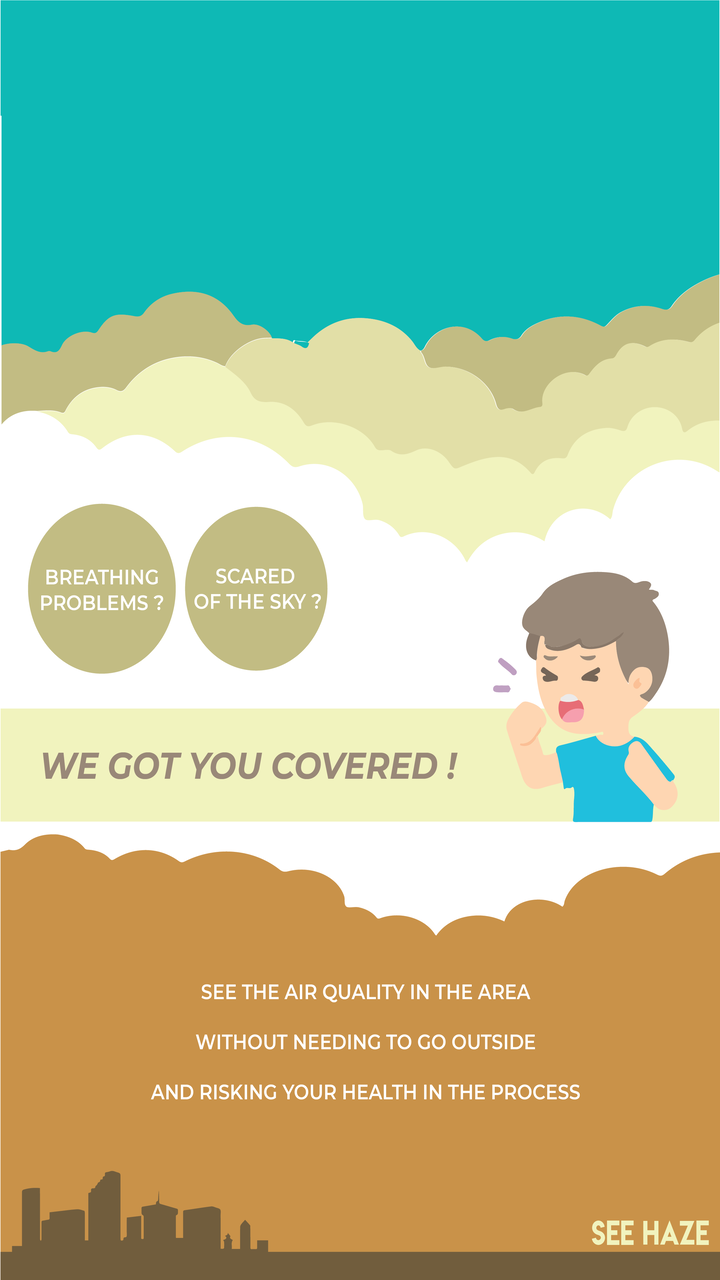 BREATHING
PROBLEMS ?
SCARED
OF THE SKY ?
WE GOT YOU COVERED !
SEE THE AIR QUALITY IN THE AREA
WITHOUT NEEDING TO GO OUTSIDE
AND RISKING YOUR HEALTH IN THE PROCESS
SEE HAZE